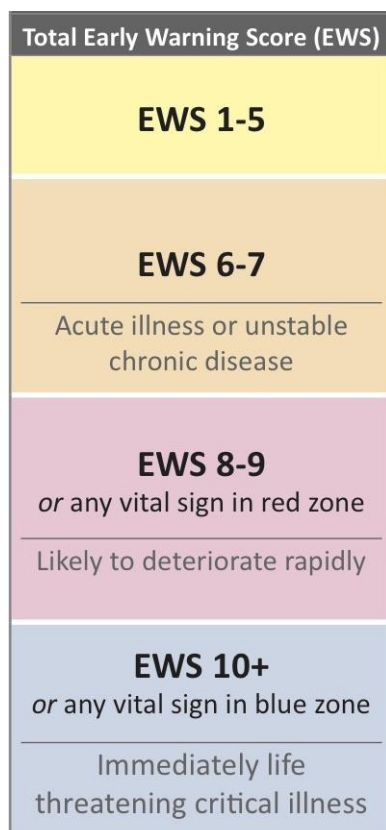 Total Early Warning Score (EWS)
EWS 1-5
EWS 6-7
Acute illness or unstable
chronic disease
EWS 8-9
or any vital sign in red zone
Likely to deteriorate rapidly
EWS 10+
or any vital sign in blue zone
Immediately life
threatening critical illness